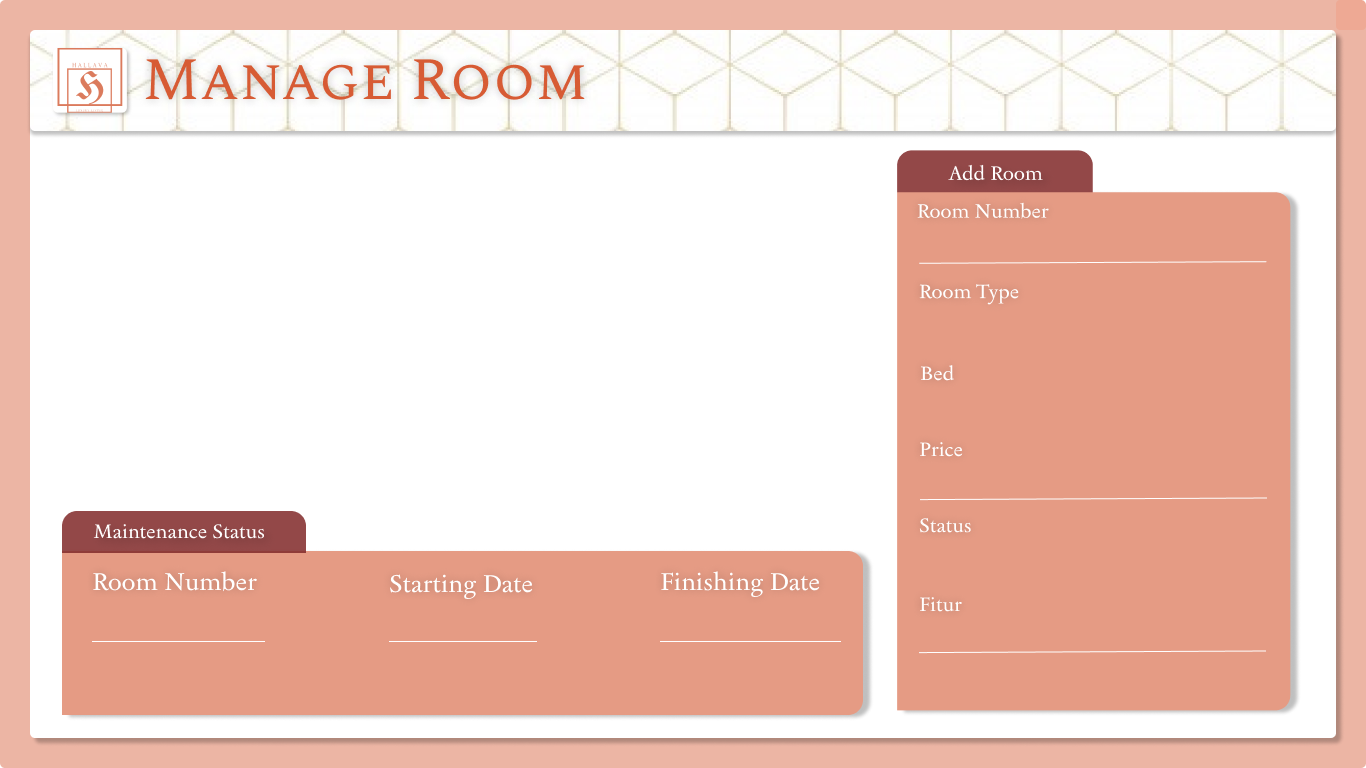 HALLAVA
H
Manage Room
Add Room
Room Number
Room Type
Bed
Price
Status
Fitur
Maintenance Status
Room Number
Starting Date
Finishing Date